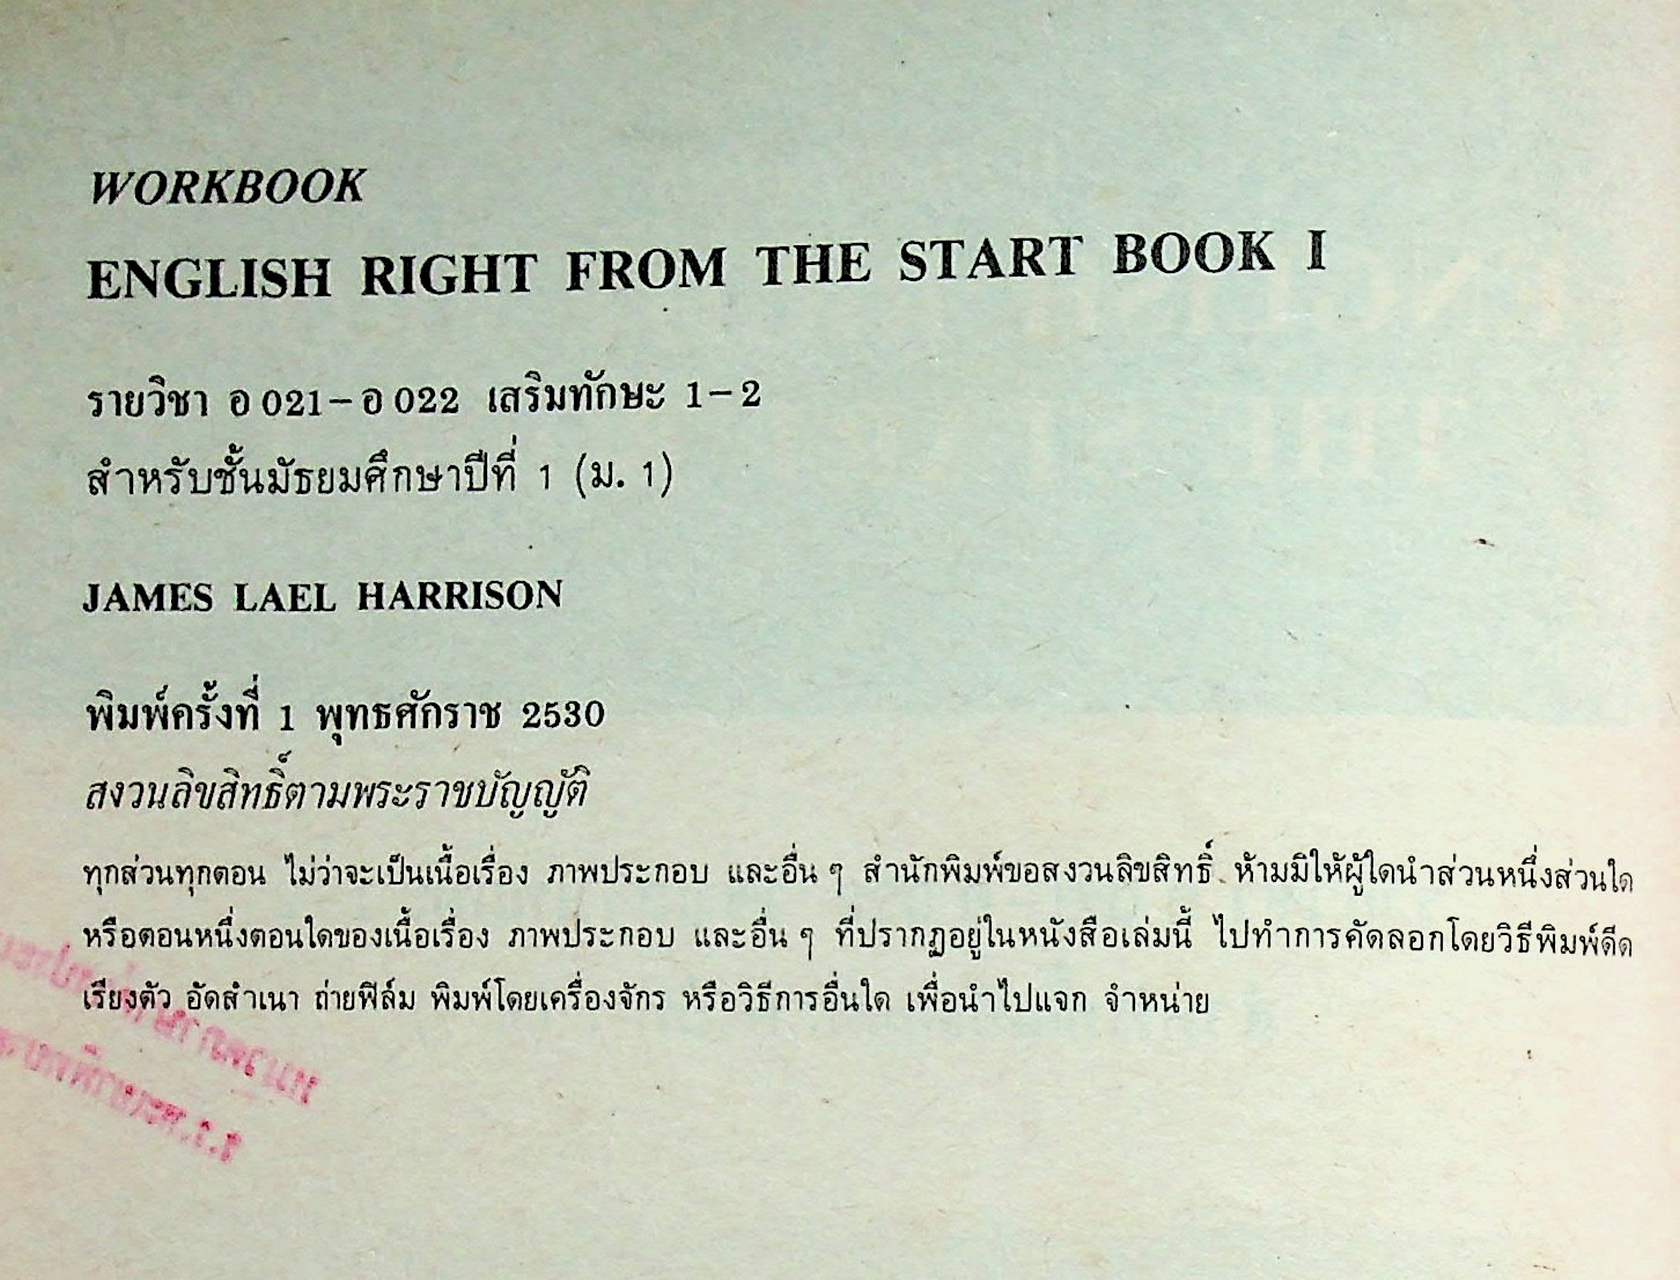 WORKBOOK
ENGLISH RIGHT FROM THE START BOOK I
รายวิชา อ 021 – อ 022 เสริมทักษะ 1 – 2
สำหรับชั้นมัธยมศึกษาปีที่ 1 (ม. 1)
JAMES LAEL HARRISON
พิมพ์ครั้งที่ 1 พุทธศักราช 2530
สงวนลิขสิทธิ์ตามพระราชบัญญัติ
ทุกส่วนทุกตอน ไม่ว่าจะเป็นเนื้อเรื่อง ภาพประกอบ และอื่น ๆ สำนักพิมพ์ขอสงวนลิขสิทธิ์ ห้ามมิให้ผู้ใดนำส่วนหนึ่งส่วนใด
หรือตอนหนึ่งตอนใดของเนื้อเรื่อง ภาพประกอบ และอื่น ๆ ที่ปรากฏอยู่ในหนังสือเล่มนี้ ไปทำการคัดลอกโดยวิธีพิมพ์ดีด
เรียงตัว อัดสำเนา ถ่ายฟิล์ม พิมพ์โดยเครื่องจักร หรือวิธีการอื่นใด เพื่อนำไปแจก จำหน่าย